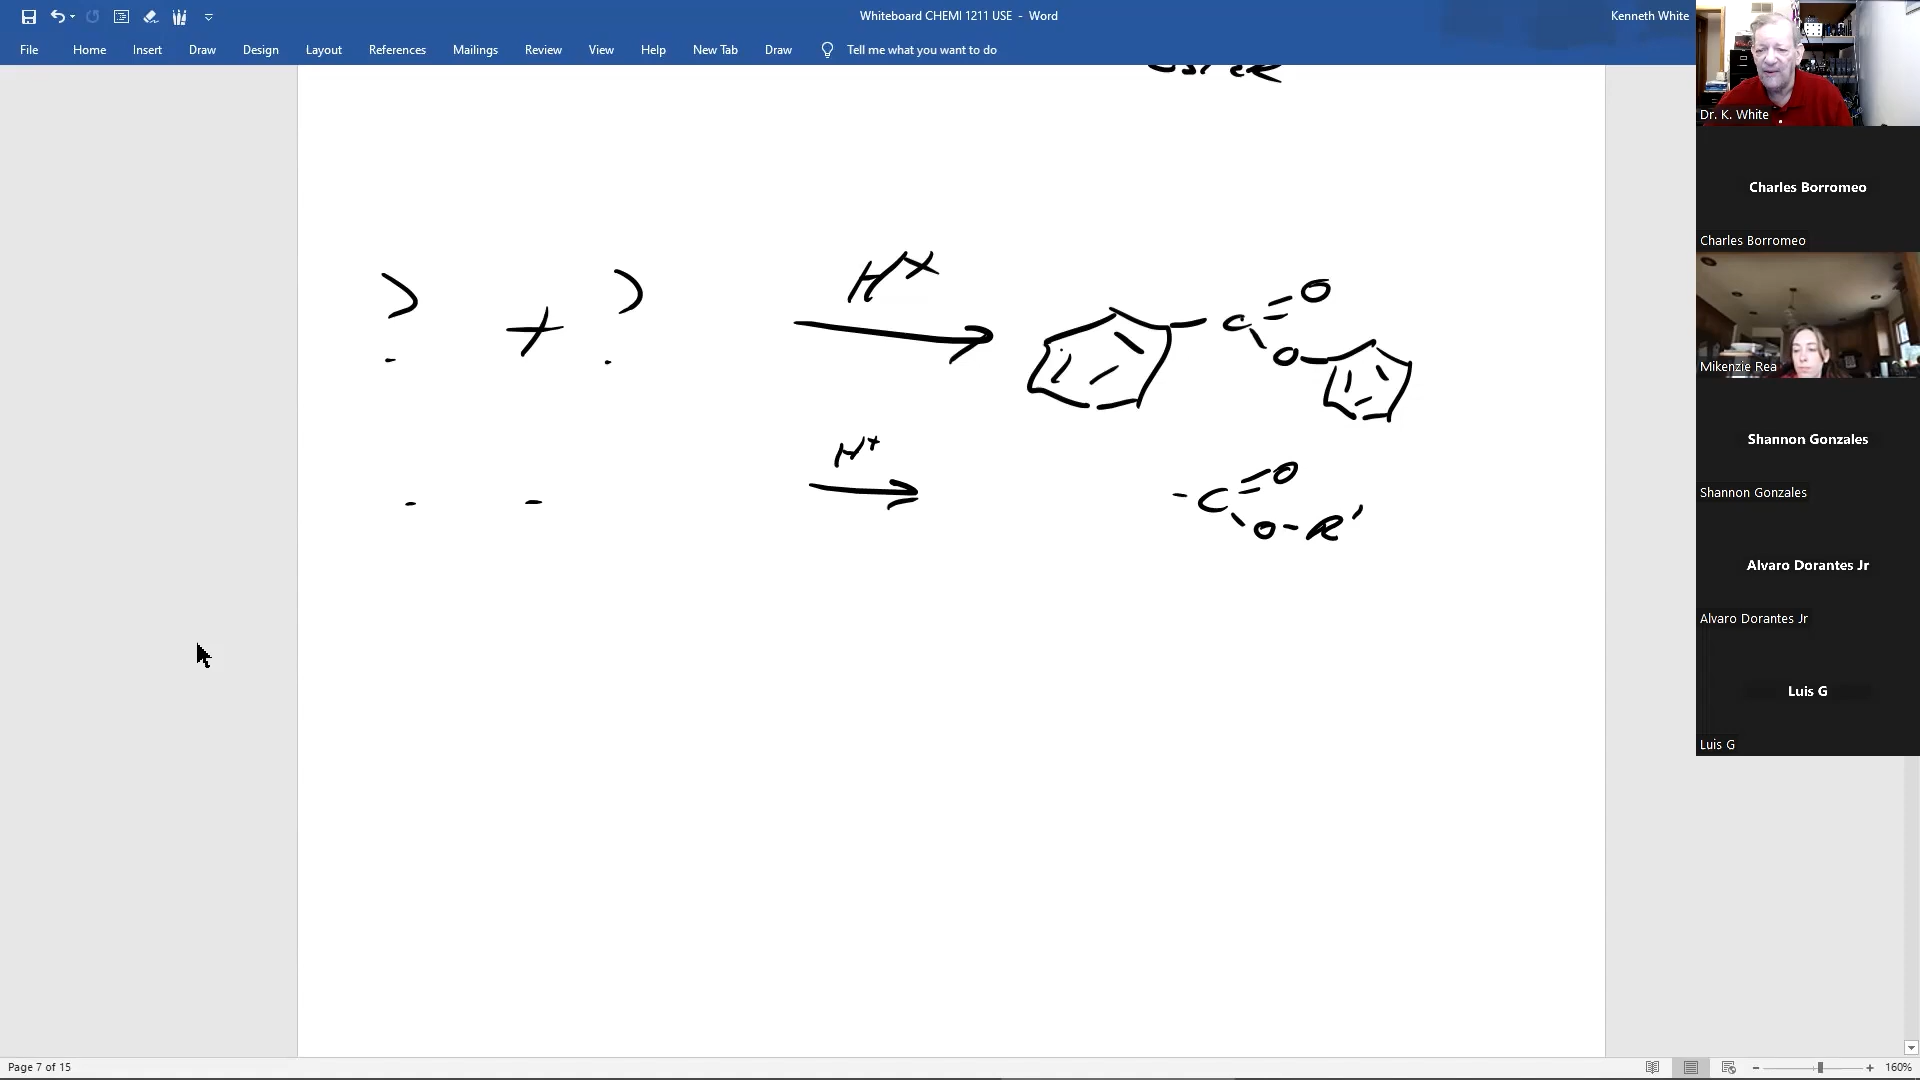 Whiteboard CHEMI 1211 USE - Word
Kenneth White
File Home Insert Draw Design Layout References Mailings Review View Help New Tab Draw Tell me what you want to do
? + ? H+ C = O
O
H+
- C = O
O - R'
Dr. K. White
Charles Borromeo
Charles Borromeo
Mikenzie Rea
Shannon Gonzales
Shannon Gonzales
Alvaro Dorantes Jr
Alvaro Dorantes Jr
Luis G
Luis G
Page 7 of 15
160%